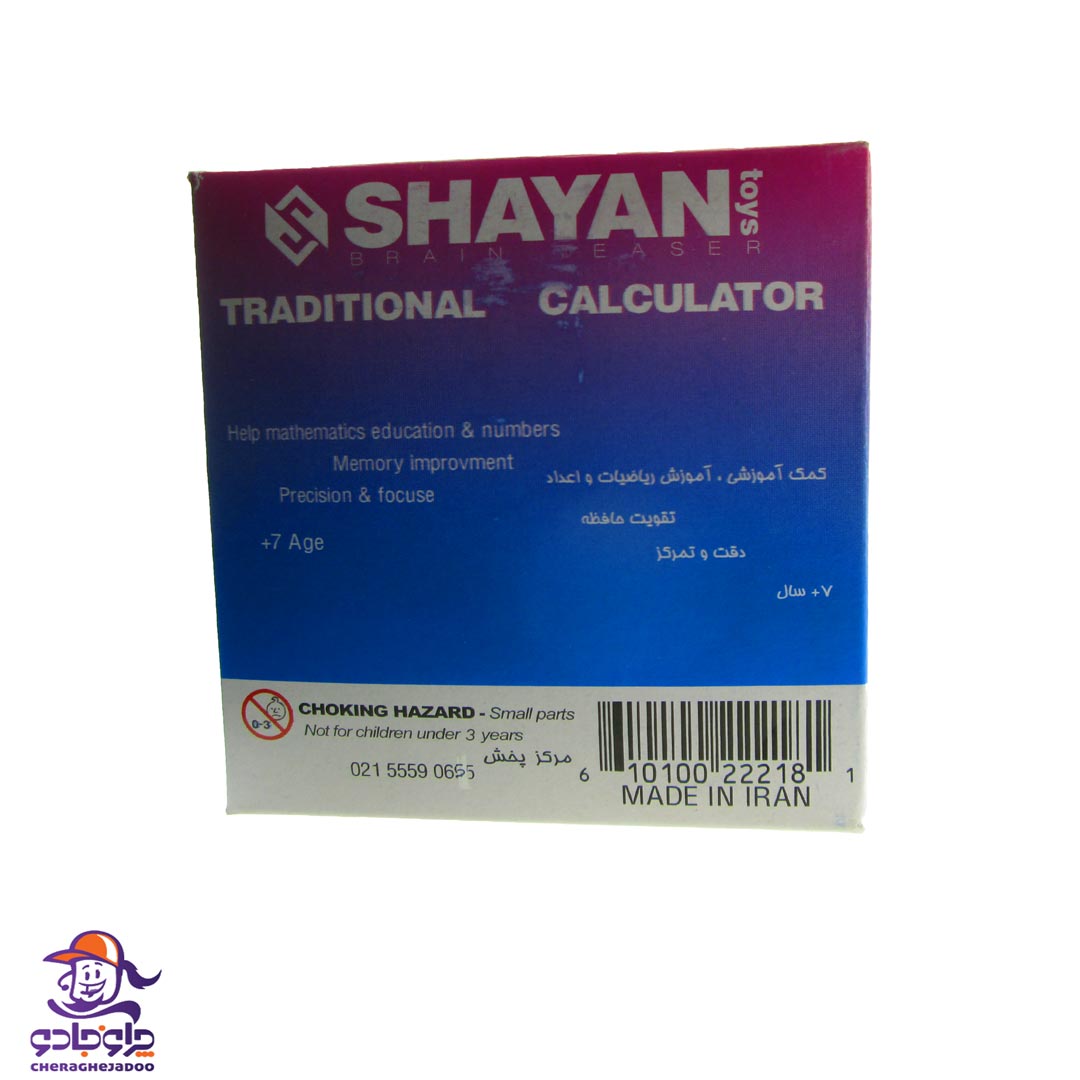 SHAYAN toys
BRAIN TEASER
TRADITIONAL CALCULATOR
Help mathematics education & numbers
Memory improvment
Precision & focuse
+7 Age
کمک آموزشی ، آموزش ریاضیات و اعداد
تقویت حافظه
دقت و تمرکز
+۷ سال
0-3
CHOKING HAZARD - Small parts
Not for children under 3 years
مرکز پخش
021 5559 0655
6 10100 22218 1
MADE IN IRAN
چراغ جادو
CHERAGHEJADOO